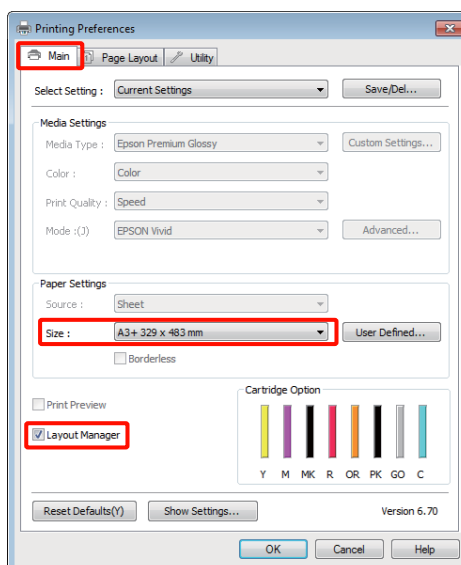 Printing Preferences
Main Page Layout Utility
Select Setting : Current Settings Save/Del...
Media Settings
Media Type : Epson Premium Glossy Custom Settings...
Color : Color
Print Quality : Speed
Mode :(J) EPSON Vivid Advanced...
Paper Settings
Source : Sheet
Size : A3+ 329 x 483 mm User Defined...
Borderless
Cartridge Option
Print Preview
Layout Manager
Y M MK R OR PK GO C
Reset Defaults(Y) Show Settings... Version 6.70
OK Cancel Help